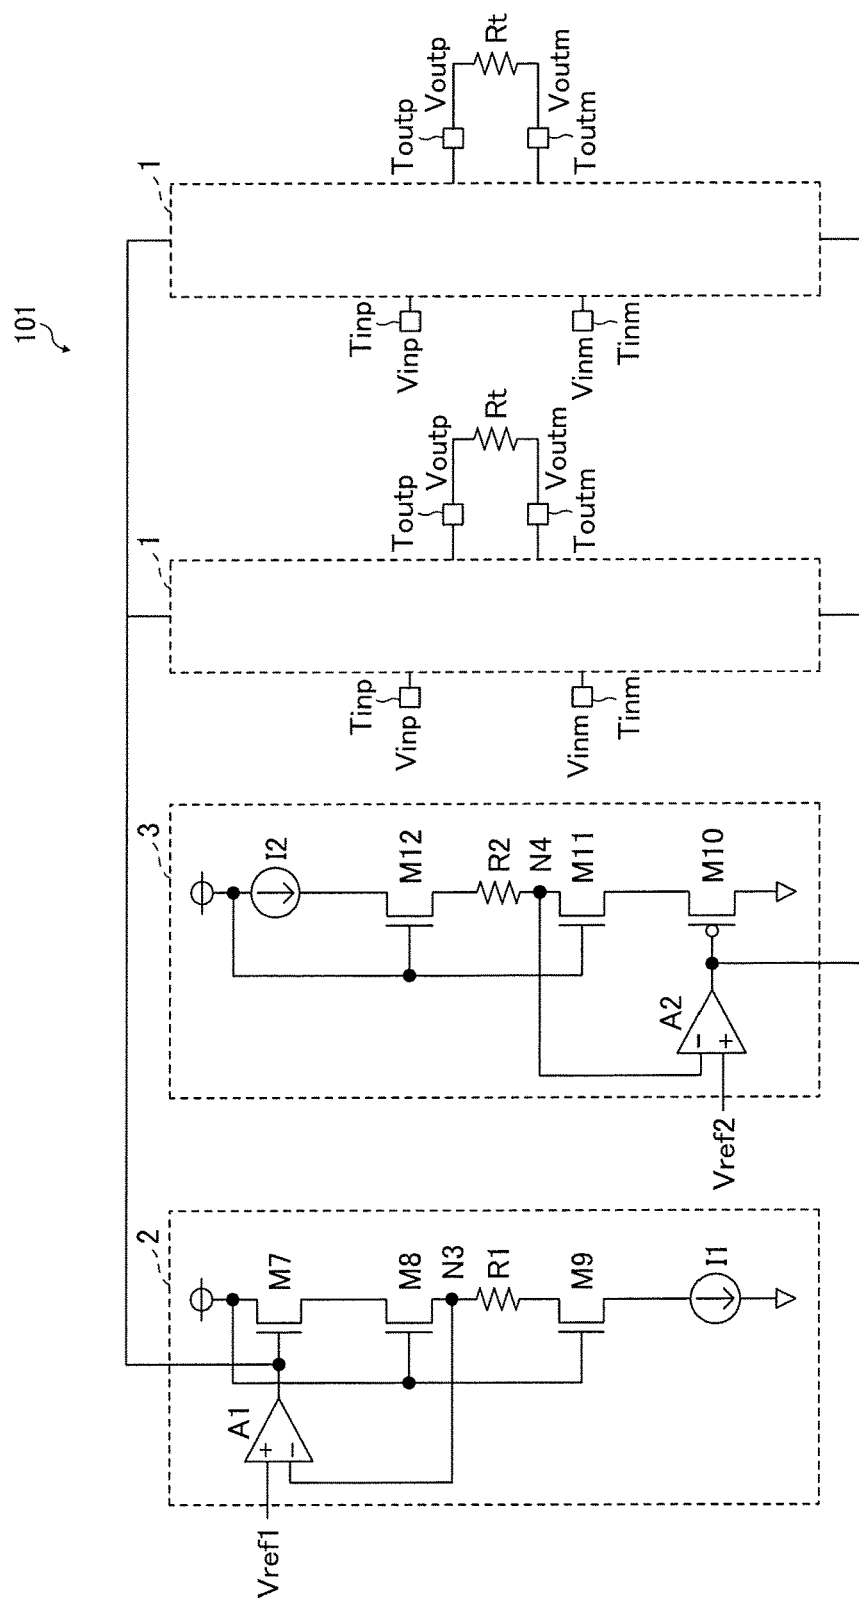 101
1
Tinp
Vinp
Vinm
Tinm
Toutp
Voutp
Rt
Voutm
Toutm
1
Tinp
Vinp
Vinm
Tinm
Toutp
Voutp
Rt
Voutm
Toutm
3
I2
M12
R2
N4
M11
M10
A2
−
+
Vref2
2
M7
M8
N3
R1
M9
I1
A1
+
−
Vref1